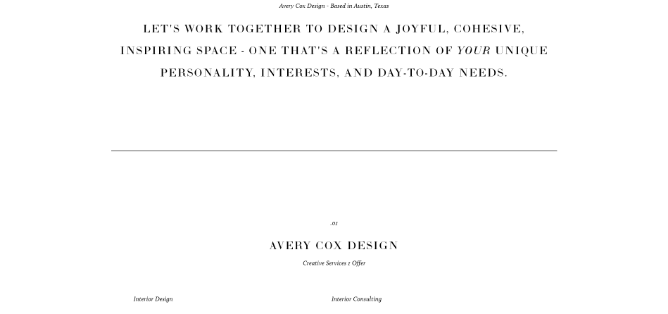 Avery Cox Design - Based in Austin, Texas
LET'S WORK TOGETHER TO DESIGN A JOYFUL, COHESIVE,
INSPIRING SPACE - ONE THAT'S A REFLECTION OF YOUR UNIQUE
PERSONALITY, INTERESTS, AND DAY-TO-DAY NEEDS.
.01
AVERY COX DESIGN
Creative Services I Offer
Interior Design
Interior Consulting